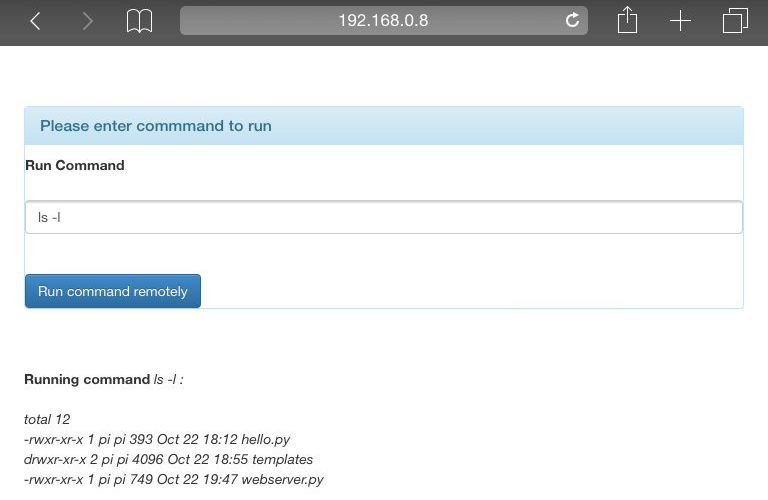 192.168.0.8
Please enter commmand to run
Run Command
ls -l
Run command remotely
Running command ls -l :
total 12
-rwxr-xr-x 1 pi pi 393 Oct 22 18:12 hello.py
drwxr-xr-x 2 pi pi 4096 Oct 22 18:55 templates
-rwxr-xr-x 1 pi pi 749 Oct 22 19:47 webserver.py